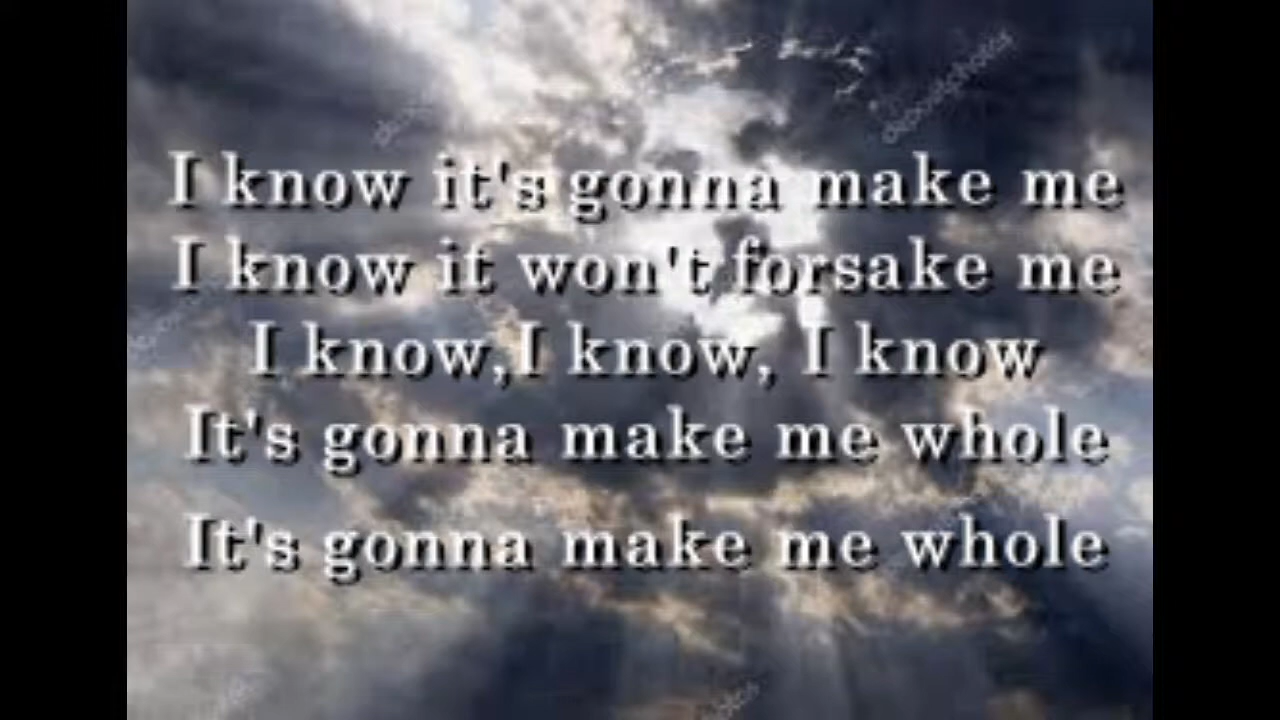 I know it's gonna make me
I know it won't forsake me
I know,I know, I know
It's gonna make me whole
It's gonna make me whole